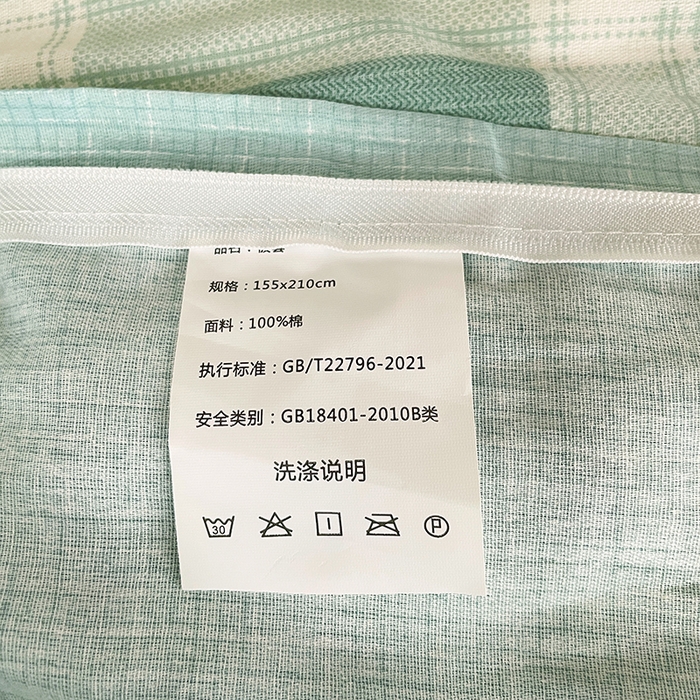 规格：155x210cm
面料：100%棉
执行标准：GB/T22796-2021
安全类别：GB18401-2010B类
洗涤说明
30
P